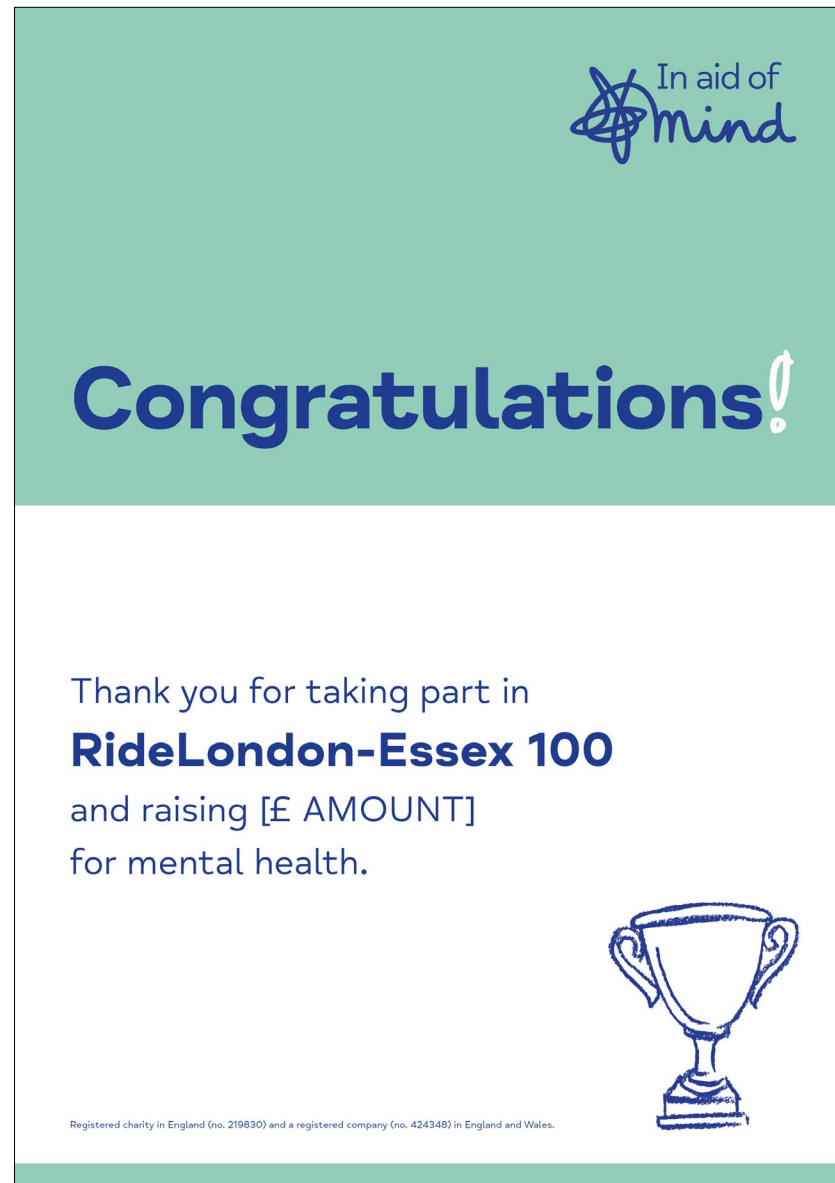 In aid of
mind
Congratulations!
Thank you for taking part in
RideLondon-Essex 100
and raising [£ AMOUNT]
for mental health.
Registered charity in England (no. 219830) and a registered company (no. 424348) in England and Wales.